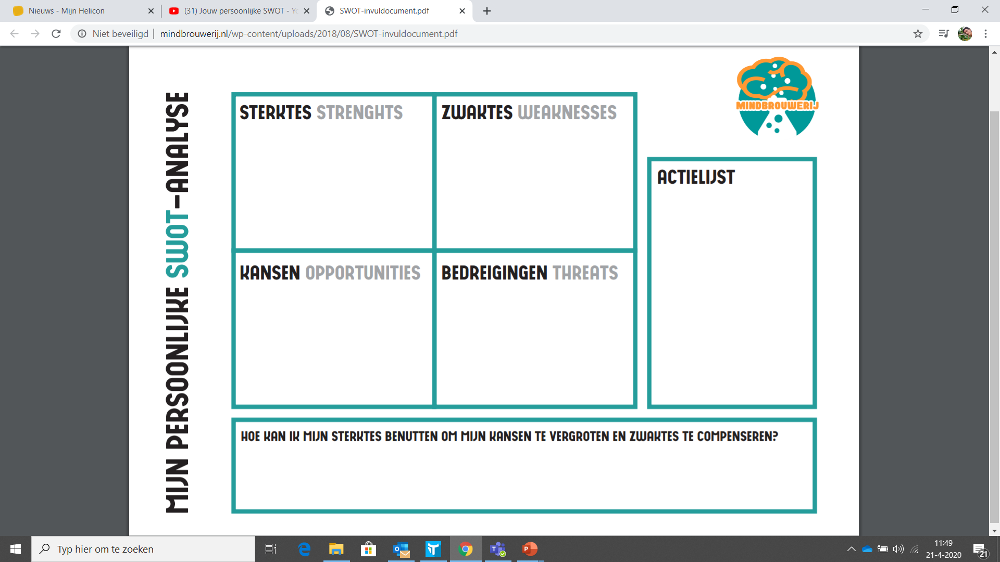 Nieuws - Mijn Helicon
(31) Jouw persoonlijke SWOT - Yo
SWOT-invuldocument.pdf
Niet beveiligd | mindbrouwerij.nl/wp-content/uploads/2018/08/SWOT-invuldocument.pdf
MINDBROUWERIJ
MIJN PERSOONLIJKE SWOT-ANALYSE
STERKTES STRENGHTS
ZWAKTES WEAKNESSES
ACTIELIJST
KANSEN OPPORTUNITIES
BEDREIGINGEN THREATS
HOE KAN IK MIJN STERKTES BENUTTEN OM MIJN KANSEN TE VERGROTEN EN ZWAKTES TE COMPENSEREN?
Typ hier om te zoeken
11:49
21-4-2020
21